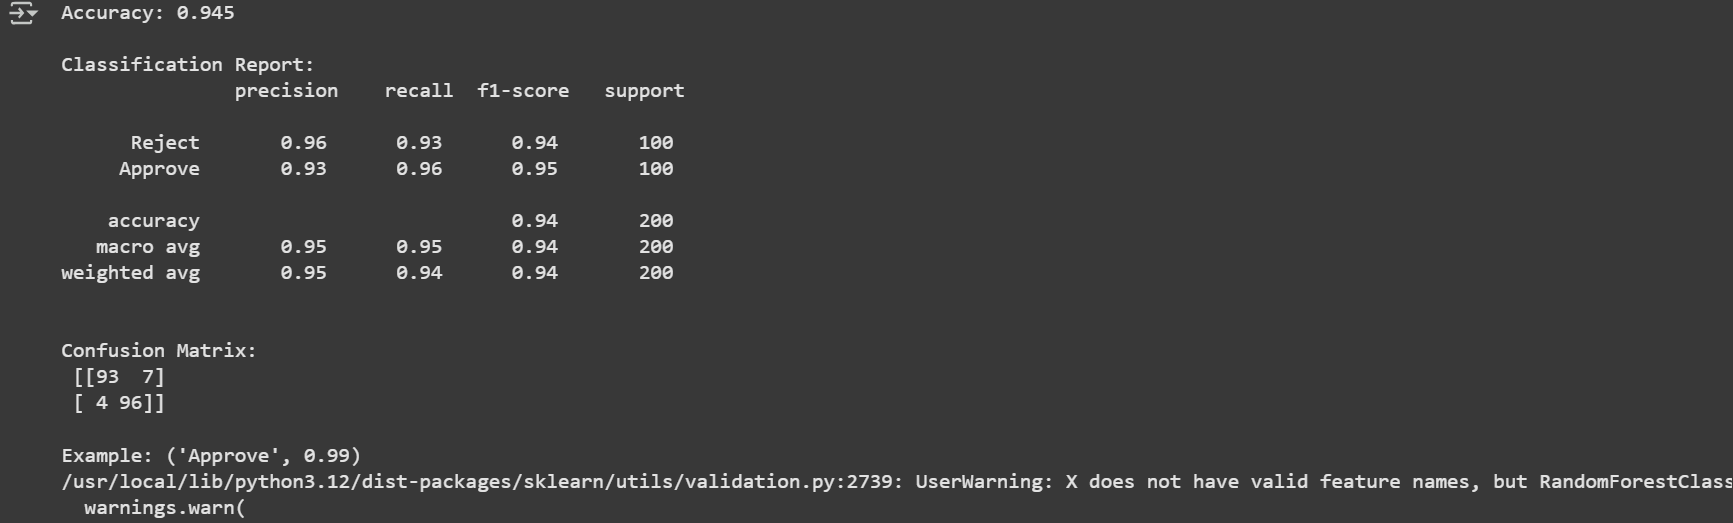 Accuracy: 0.945
Classification Report:
precision recall f1-score support
Reject 0.96 0.93 0.94 100
Approve 0.93 0.96 0.95 100
accuracy 0.94 200
macro avg 0.95 0.95 0.94 200
weighted avg 0.95 0.94 0.94 200
Confusion Matrix:
[[93 7]
[ 4 96]]
Example: ('Approve', 0.99)
/usr/local/lib/python3.12/dist-packages/sklearn/utils/validation.py:2739: UserWarning: X does not have valid feature names, but RandomForestClass
warnings.warn(